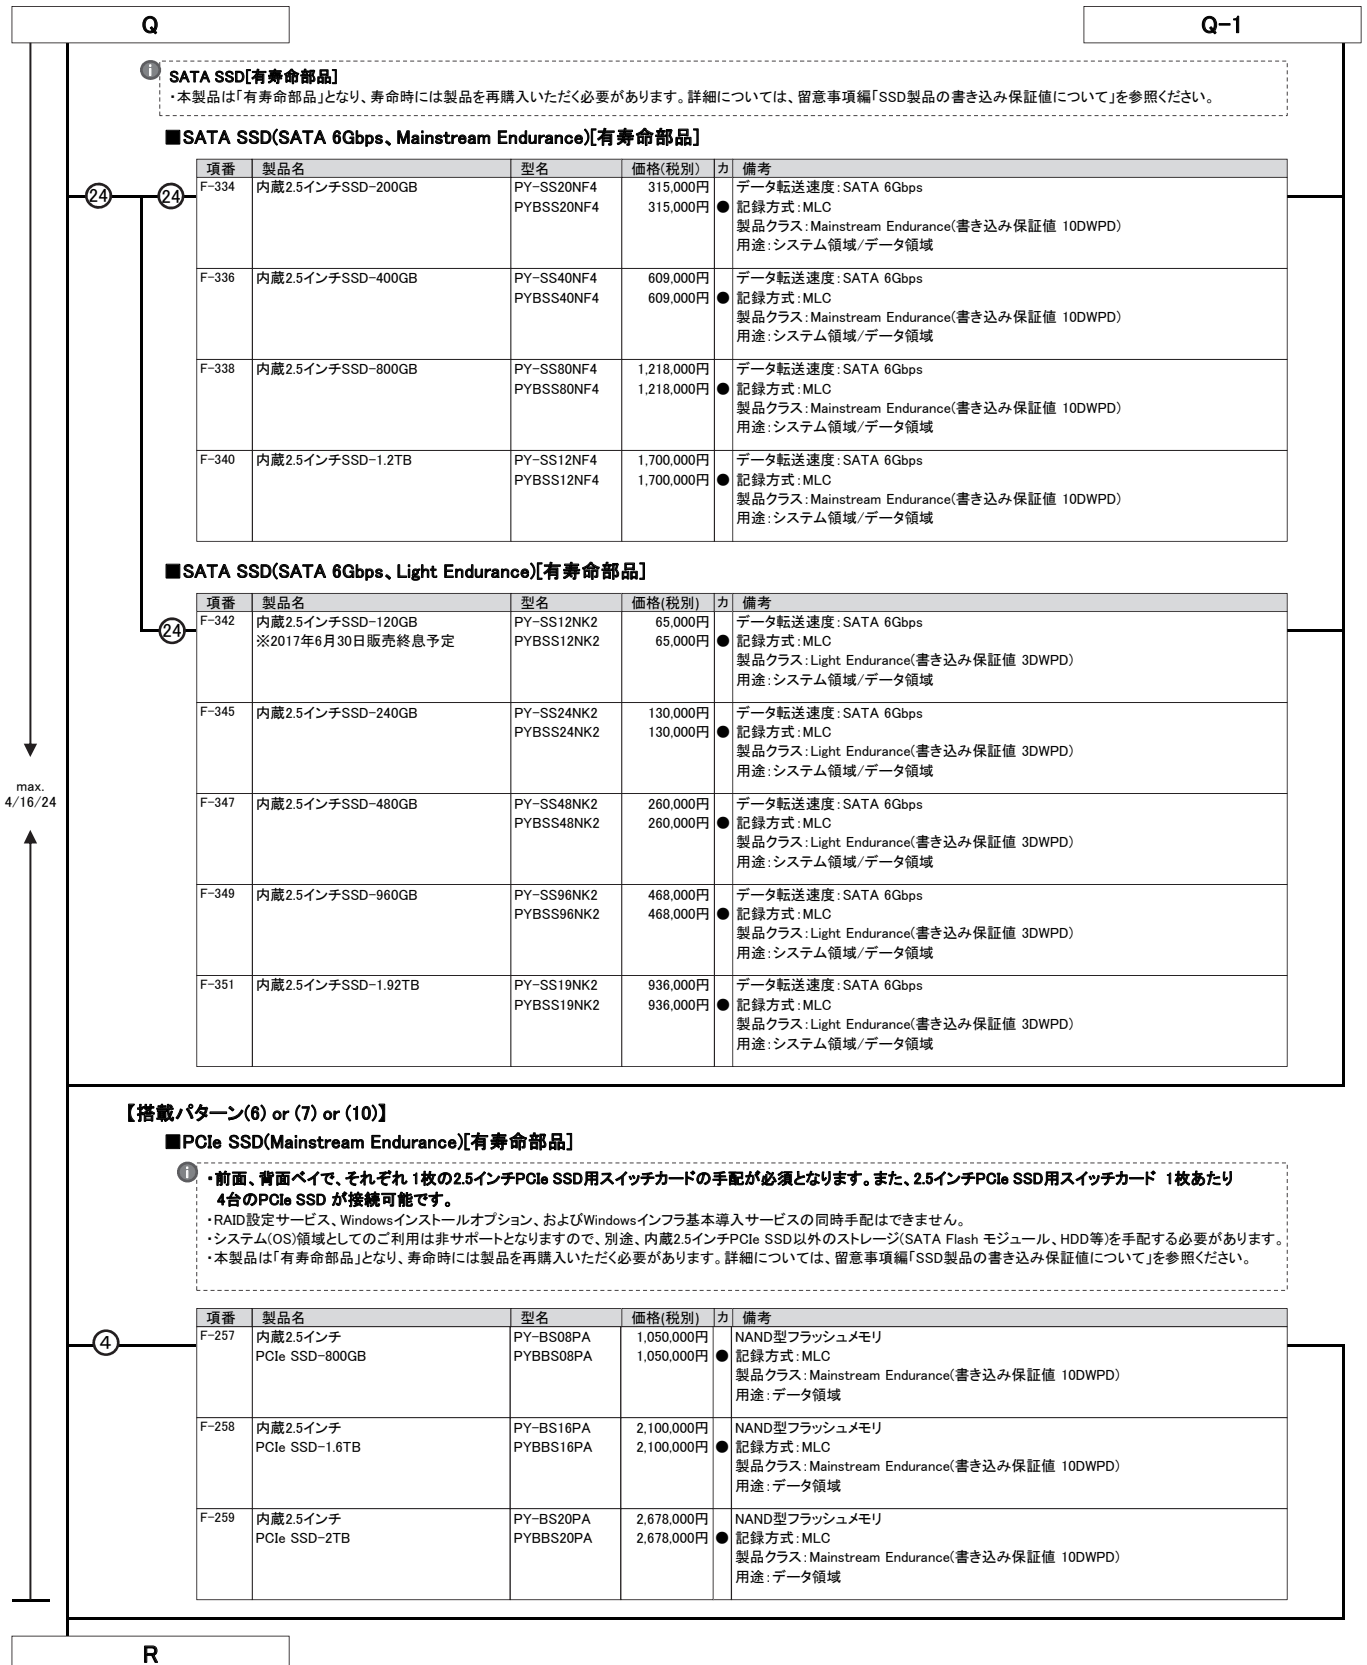 Q
Q-1
SATA SSD[有寿命部品]
・本製品は「有寿命部品」となり、寿命時には製品を再購入いただく必要があります。詳細については、留意事項編「SSD製品の書き込み保証値について」を参照ください。
■SATA SSD(SATA 6Gbps、Mainstream Endurance)[有寿命部品]
項番 製品名 型名 価格(税別) カ 備考
24 24 F-334 内蔵2.5インチSSD-200GB PY-SS20NF4 315,000円 データ転送速度:SATA 6Gbps
PYBSS20NF4 315,000円 ● 記録方式:MLC
製品クラス:Mainstream Endurance(書き込み保証値 10DWPD)
用途:システム領域/データ領域
F-336 内蔵2.5インチSSD-400GB PY-SS40NF4 609,000円 データ転送速度:SATA 6Gbps
PYBSS40NF4 609,000円 ● 記録方式:MLC
製品クラス:Mainstream Endurance(書き込み保証値 10DWPD)
用途:システム領域/データ領域
F-338 内蔵2.5インチSSD-800GB PY-SS80NF4 1,218,000円 データ転送速度:SATA 6Gbps
PYBSS80NF4 1,218,000円 ● 記録方式:MLC
製品クラス:Mainstream Endurance(書き込み保証値 10DWPD)
用途:システム領域/データ領域
F-340 内蔵2.5インチSSD-1.2TB PY-SS12NF4 1,700,000円 データ転送速度:SATA 6Gbps
PYBSS12NF4 1,700,000円 ● 記録方式:MLC
製品クラス:Mainstream Endurance(書き込み保証値 10DWPD)
用途:システム領域/データ領域
■SATA SSD(SATA 6Gbps、Light Endurance)[有寿命部品]
項番 製品名 型名 価格(税別) カ 備考
24 F-342 内蔵2.5インチSSD-120GB PY-SS12NK2 65,000円 データ転送速度:SATA 6Gbps
※2017年6月30日販売終息予定 PYBSS12NK2 65,000円 ● 記録方式:MLC
製品クラス:Light Endurance(書き込み保証値 3DWPD)
用途:システム領域/データ領域
F-345 内蔵2.5インチSSD-240GB PY-SS24NK2 130,000円 データ転送速度:SATA 6Gbps
PYBSS24NK2 130,000円 ● 記録方式:MLC
製品クラス:Light Endurance(書き込み保証値 3DWPD)
用途:システム領域/データ領域
max.
4/16/24
F-347 内蔵2.5インチSSD-480GB PY-SS48NK2 260,000円 データ転送速度:SATA 6Gbps
PYBSS48NK2 260,000円 ● 記録方式:MLC
製品クラス:Light Endurance(書き込み保証値 3DWPD)
用途:システム領域/データ領域
F-349 内蔵2.5インチSSD-960GB PY-SS96NK2 468,000円 データ転送速度:SATA 6Gbps
PYBSS96NK2 468,000円 ● 記録方式:MLC
製品クラス:Light Endurance(書き込み保証値 3DWPD)
用途:システム領域/データ領域
F-351 内蔵2.5インチSSD-1.92TB PY-SS19NK2 936,000円 データ転送速度:SATA 6Gbps
PYBSS19NK2 936,000円 ● 記録方式:MLC
製品クラス:Light Endurance(書き込み保証値 3DWPD)
用途:システム領域/データ領域
【搭載パターン(6) or (7) or (10)】
■PCIe SSD(Mainstream Endurance)[有寿命部品]
・前面、背面ベイで、それぞれ 1枚の2.5インチPCIe SSD用スイッチカードの手配が必須となります。また、2.5インチPCIe SSD用スイッチカード 1枚あたり
4台のPCIe SSD が接続可能です。
・RAID設定サービス、Windowsインストールオプション、およびWindowsインフラ基本導入サービスの同時手配はできません。
・システム(OS)領域としてのご利用は非サポートとなりますので、別途、内蔵2.5インチPCIe SSD以外のストレージ(SATA Flash モジュール、HDD等)を手配する必要があります。
・本製品は「有寿命部品」となり、寿命時には製品を再購入いただく必要があります。詳細については、留意事項編「SSD製品の書き込み保証値について」を参照ください。
項番 製品名 型名 価格(税別) カ 備考
4 F-257 内蔵2.5インチ PY-BS08PA 1,050,000円 NAND型フラッシュメモリ
PCIe SSD-800GB PYBBS08PA 1,050,000円 ● 記録方式:MLC
製品クラス:Mainstream Endurance(書き込み保証値 10DWPD)
用途:データ領域
F-258 内蔵2.5インチ PY-BS16PA 2,100,000円 NAND型フラッシュメモリ
PCIe SSD-1.6TB PYBBS16PA 2,100,000円 ● 記録方式:MLC
製品クラス:Mainstream Endurance(書き込み保証値 10DWPD)
用途:データ領域
F-259 内蔵2.5インチ PY-BS20PA 2,678,000円 NAND型フラッシュメモリ
PCIe SSD-2TB PYBBS20PA 2,678,000円 ● 記録方式:MLC
製品クラス:Mainstream Endurance(書き込み保証値 10DWPD)
用途:データ領域
R